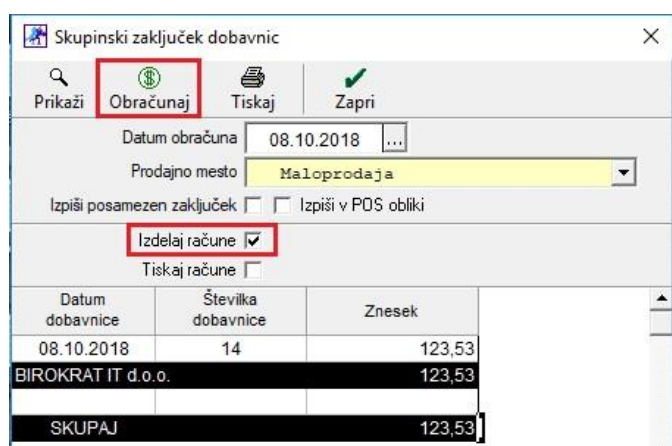 Skupinski zaključek dobavnic
Prikaži Obračunaj Tiskaj Zapri
Datum obračuna 08.10.2018 ...
Prodajno mesto Maloprodaja
Izpiši posamezen zaključek Izpiši v POS obliki
Izdelaj račune
Tiskaj račune
Datum dobavnice Številka dobavnice Znesek
08.10.2018 14 123,53
BIROKRAT IT d.o.o. 123,53
SKUPAJ 123,53